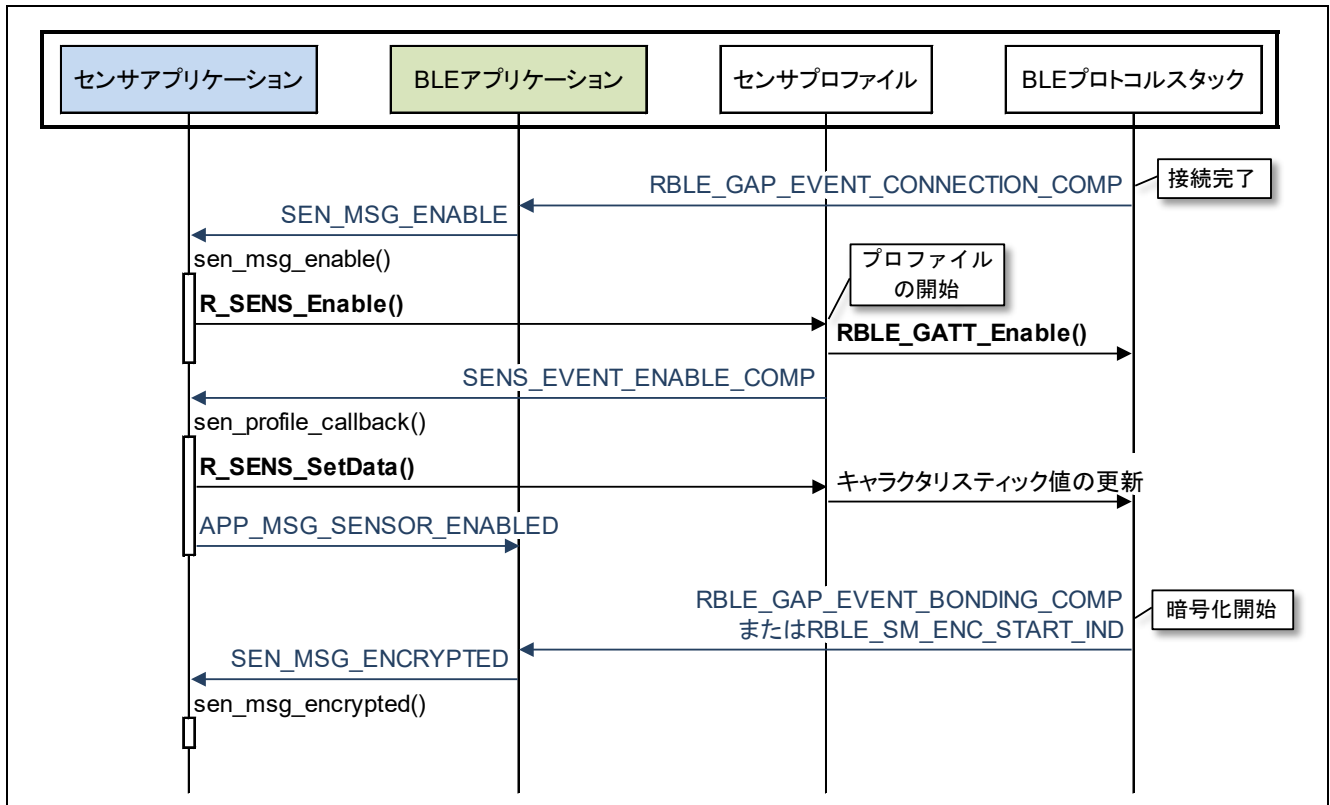 センサアプリケーション
BLEアプリケーション
センサプロファイル
BLEプロトコルスタック
RBLE_GAP_EVENT_CONNECTION_COMP
接続完了
SEN_MSG_ENABLE
sen_msg_enable()
プロファイル
の開始
R_SENS_Enable()
RBLE_GATT_Enable()
SENS_EVENT_ENABLE_COMP
sen_profile_callback()
R_SENS_SetData()
キャラクタリスティック値の更新
APP_MSG_SENSOR_ENABLED
RBLE_GAP_EVENT_BONDING_COMP
またはRBLE_SM_ENC_START_IND
暗号化開始
SEN_MSG_ENCRYPTED
sen_msg_encrypted()